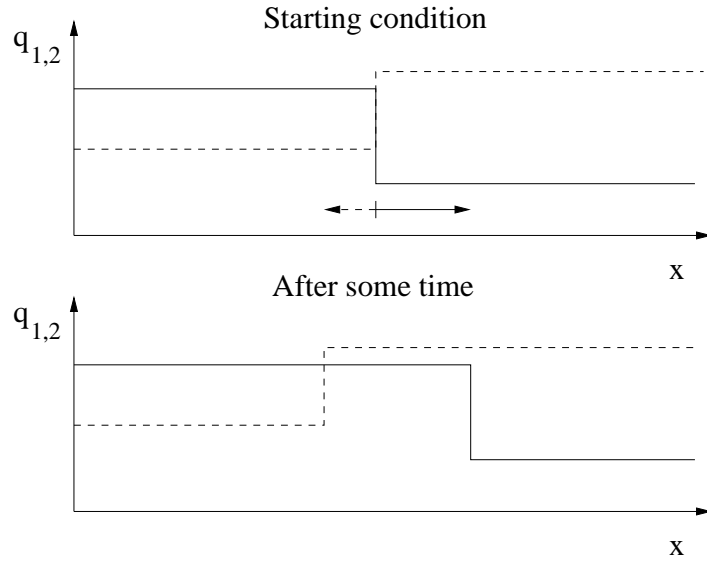 Starting condition
q1,2
x
After some time
q1,2
x